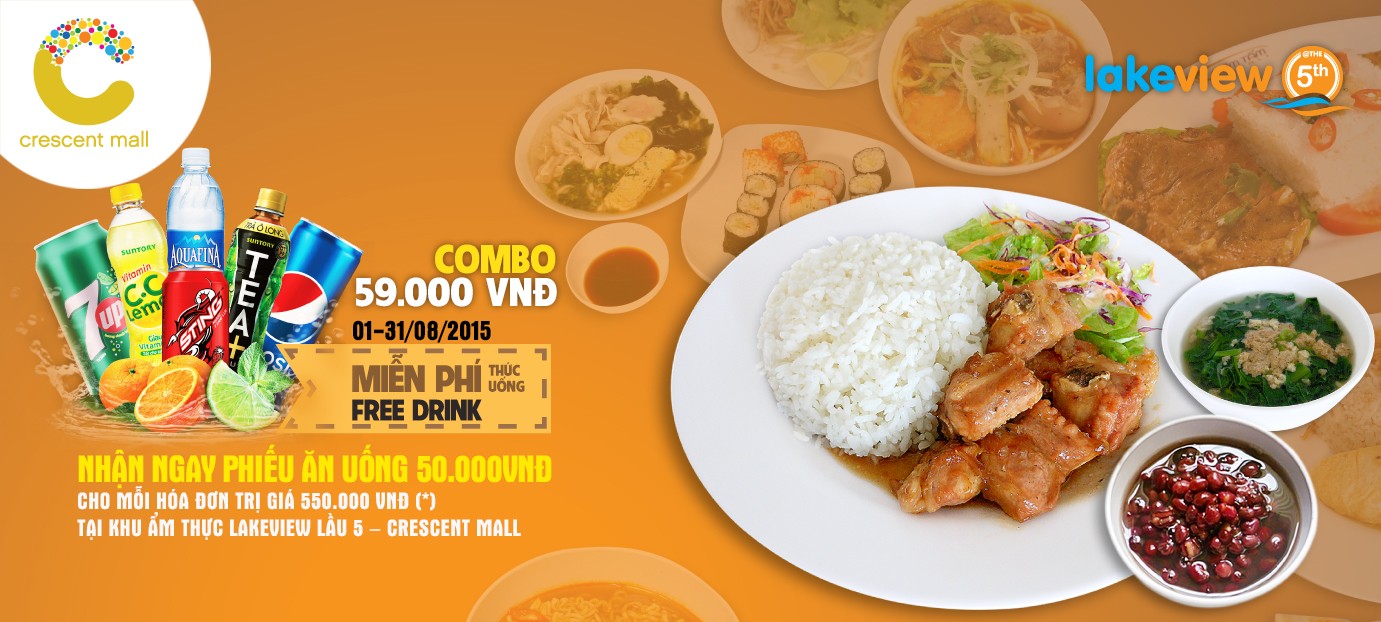 crescent mall
lakeview
@THE
5th
7up
SUNTORY
Vitamin
C.C
Lemon
AQUAFINA
STING
TRÀ Ô LONG
SUNTORY
TEA+
COMBO
59.000 VNĐ
01-31/08/2015
MIỄN PHÍ THỨC UỐNG
FREE DRINK
NHẬN NGAY PHIẾU ĂN UỐNG 50.000VNĐ
CHO MỖI HÓA ĐƠN TRỊ GIÁ 550.000 VNĐ (*)
TẠI KHU ẨM THỰC LAKEVIEW LẦU 5 – CRESCENT MALL